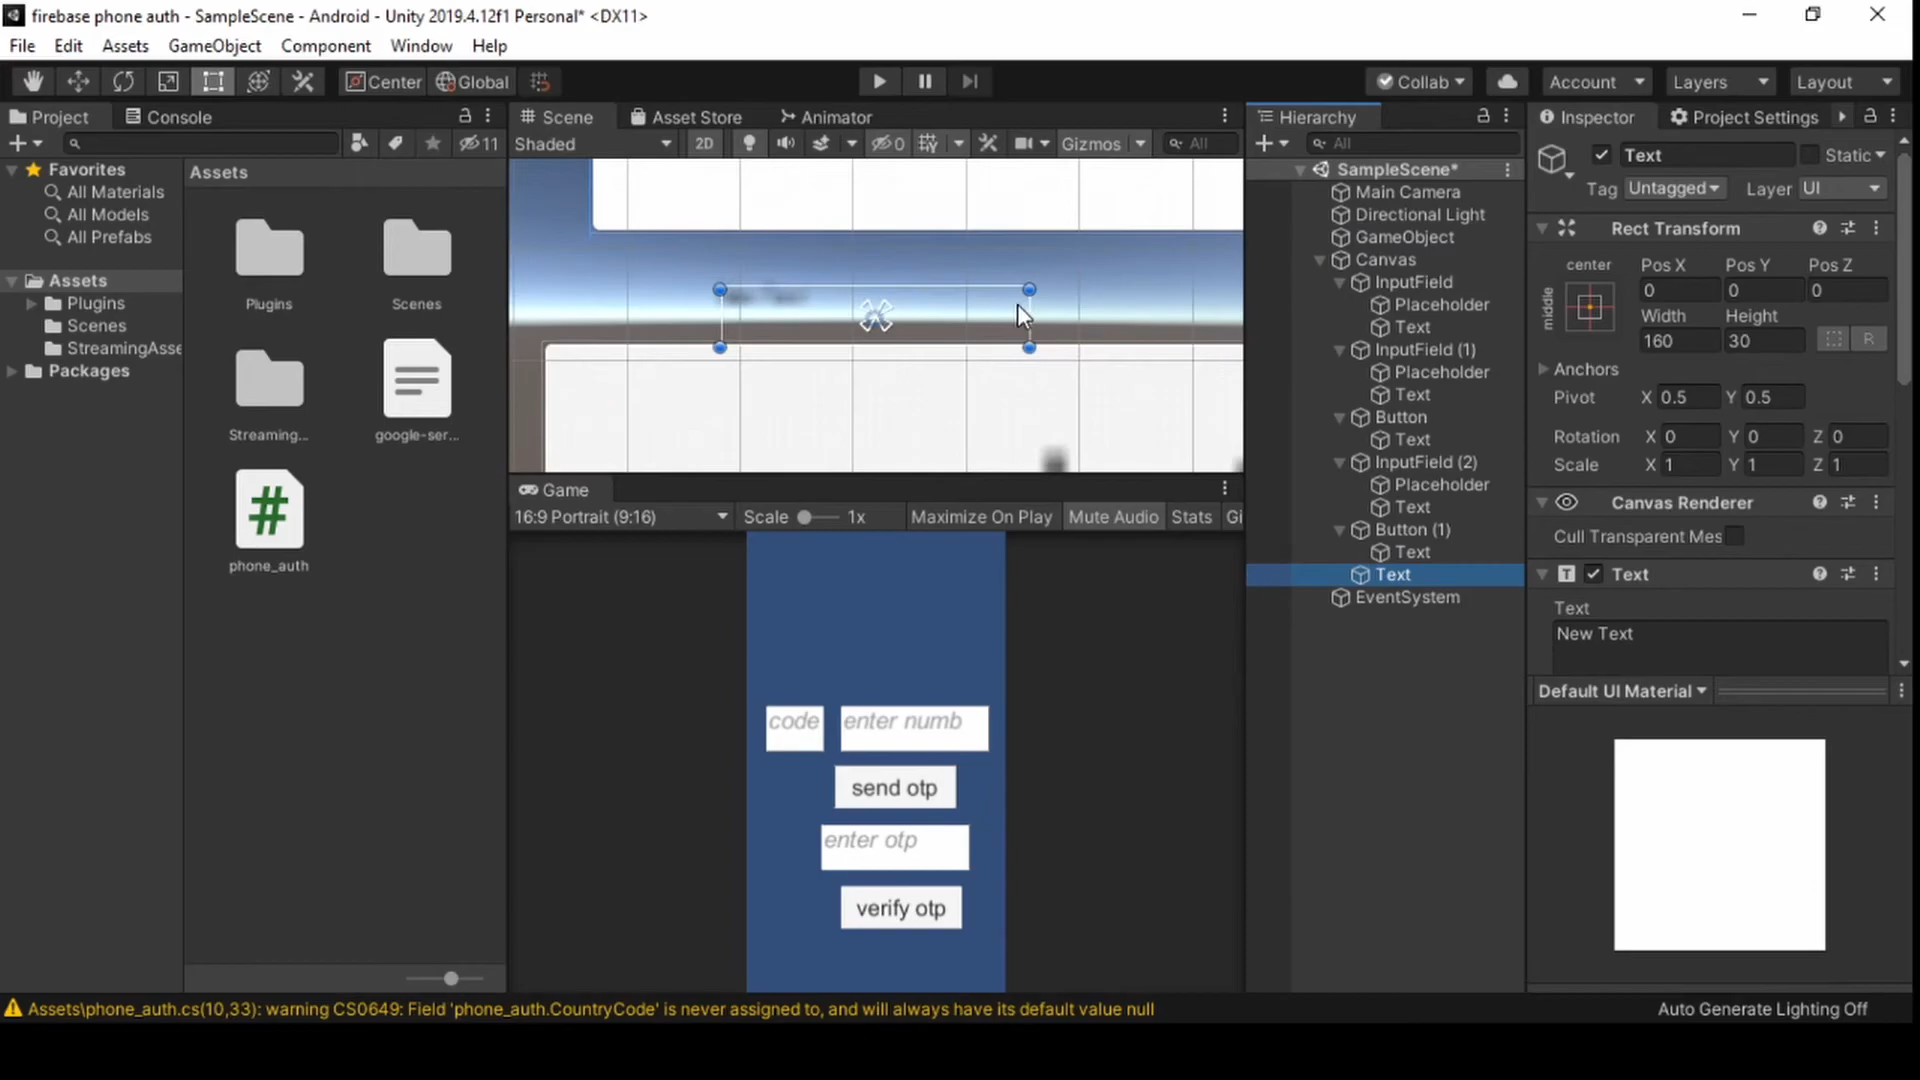 firebase phone auth - SampleScene - Android - Unity 2019.4.12f1 Personal* <DX11>
File Edit Assets GameObject Component Window Help
Center Global Collab Account Layers Layout
Project Console
11
Favorites
All Materials
All Models
All Prefabs
Assets
Plugins
Scenes
StreamingAsse
Packages
Assets
Plugins
Scenes
Streaming...
google-ser...
#
phone_auth
Scene Asset Store Animator
Shaded 2D 0 Gizmos All
Game
16:9 Portrait (9:16) Scale 1x Maximize On Play Mute Audio Stats Gi
code enter numb
send otp
enter otp
verify otp
Hierarchy
All
SampleScene*
Main Camera
Directional Light
GameObject
Canvas
InputField
Placeholder
Text
InputField (1)
Placeholder
Text
Button
Text
InputField (2)
Placeholder
Text
Button (1)
Text
Text
EventSystem
Inspector Project Settings
Text Static
Tag Untagged Layer UI
Rect Transform
center Pos X Pos Y Pos Z
middle 0 0 0
Width Height
160 30 R
Anchors
Pivot X 0.5 Y 0.5
Rotation X 0 Y 0 Z 0
Scale X 1 Y 1 Z 1
Canvas Renderer
Cull Transparent Mes
T Text
Text
New Text
Default UI Material
Assets\phone_auth.cs(10,33): warning CS0649: Field 'phone_auth.CountryCode' is never assigned to, and will always have its default value null
Auto Generate Lighting Off